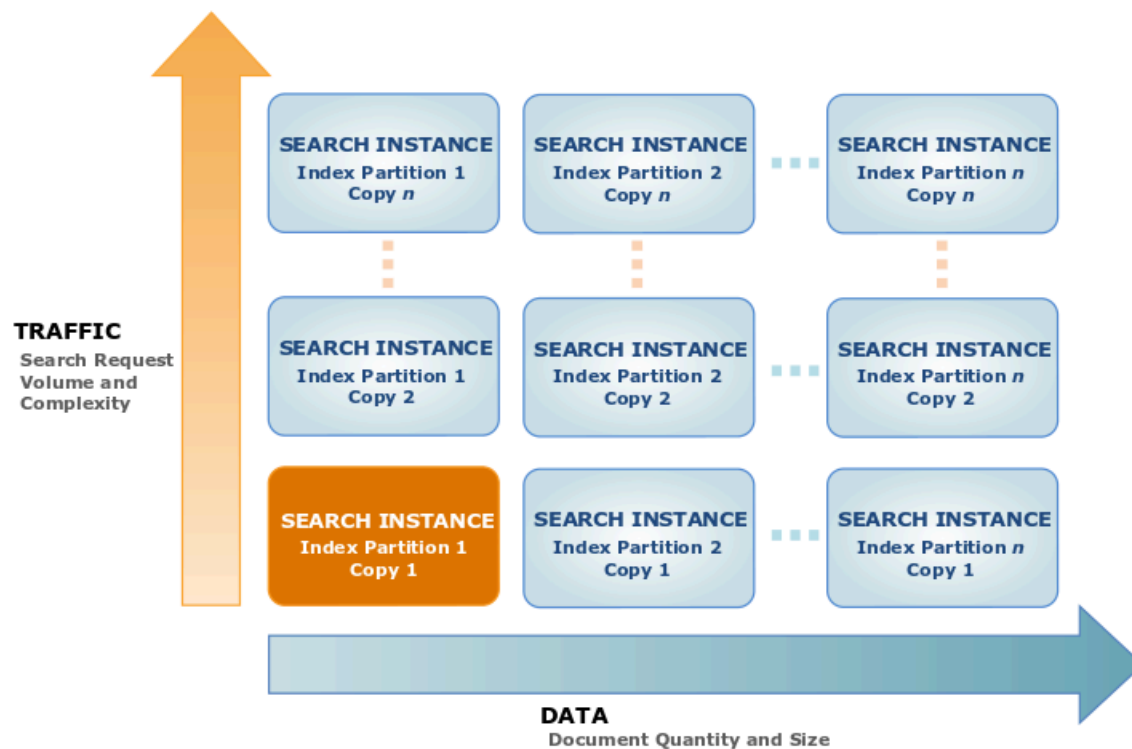 SEARCH INSTANCE
Index Partition 1
Copy n
SEARCH INSTANCE
Index Partition 2
Copy n
SEARCH INSTANCE
Index Partition n
Copy n
TRAFFIC
Search Request
Volume and
Complexity
SEARCH INSTANCE
Index Partition 1
Copy 2
SEARCH INSTANCE
Index Partition 2
Copy 2
SEARCH INSTANCE
Index Partition n
Copy 2
SEARCH INSTANCE
Index Partition 1
Copy 1
SEARCH INSTANCE
Index Partition 2
Copy 1
SEARCH INSTANCE
Index Partition n
Copy 1
DATA
Document Quantity and Size